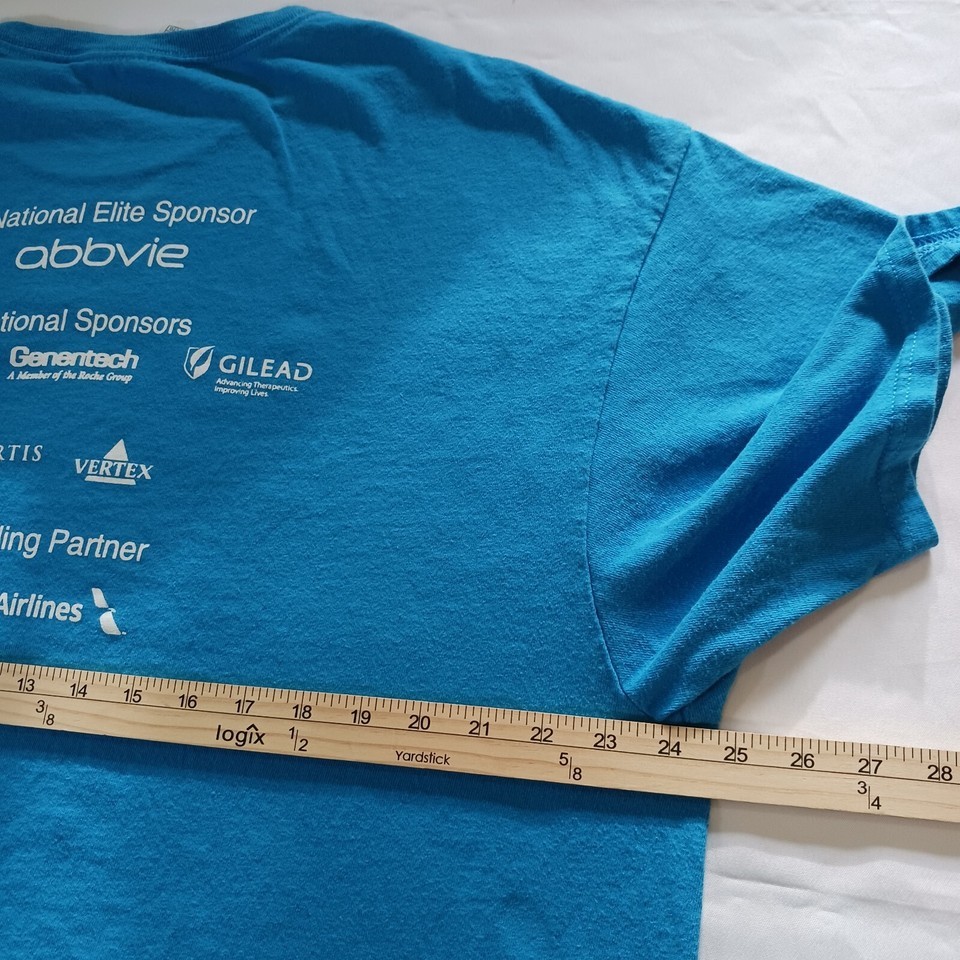 National Elite Sponsor
abbvie
tional Sponsors
Genentech
A Member of the Roche Group
GILEAD
Advancing Therapeutics.
Improving Lives.
RTIS
VERTEX
ling Partner
Airlines
13 14 15 16 17 18 19 20 21 22 23 24 25 26 27 28
3/8 logix 1/2 Yardstick 5/8 3/4